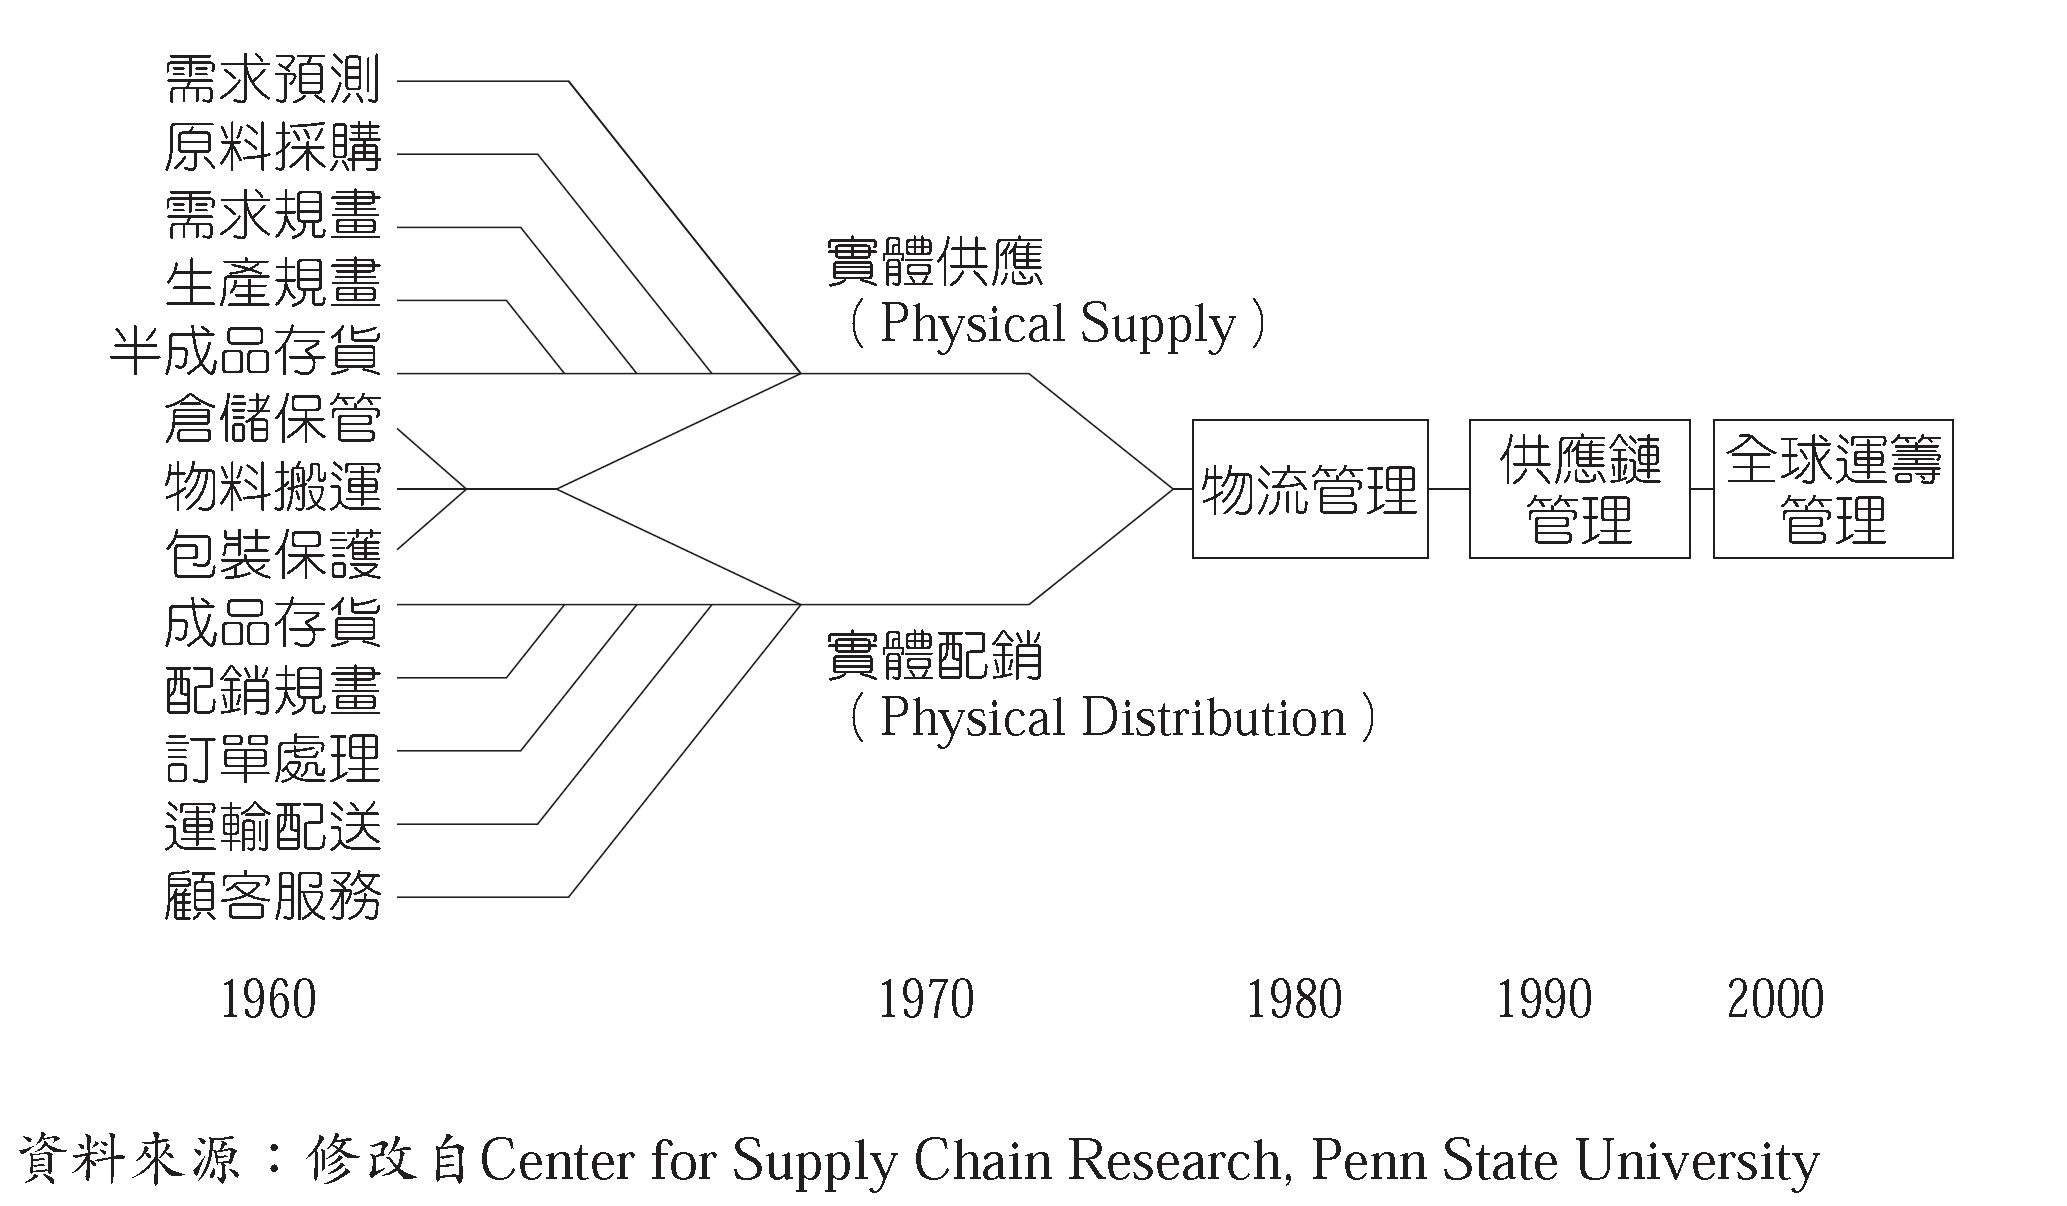 需求預測
原料採購
需求規畫
生產規畫
半成品存貨
倉儲保管
物料搬運
包裝保護
成品存貨
配銷規畫
訂單處理
運輸配送
顧客服務
實體供應
（Physical Supply）
實體配銷
（Physical Distribution）
物流管理
供應鏈
管理
全球運籌
管理
1960
1970
1980
1990
2000
資料來源：修改自Center for Supply Chain Research, Penn State University